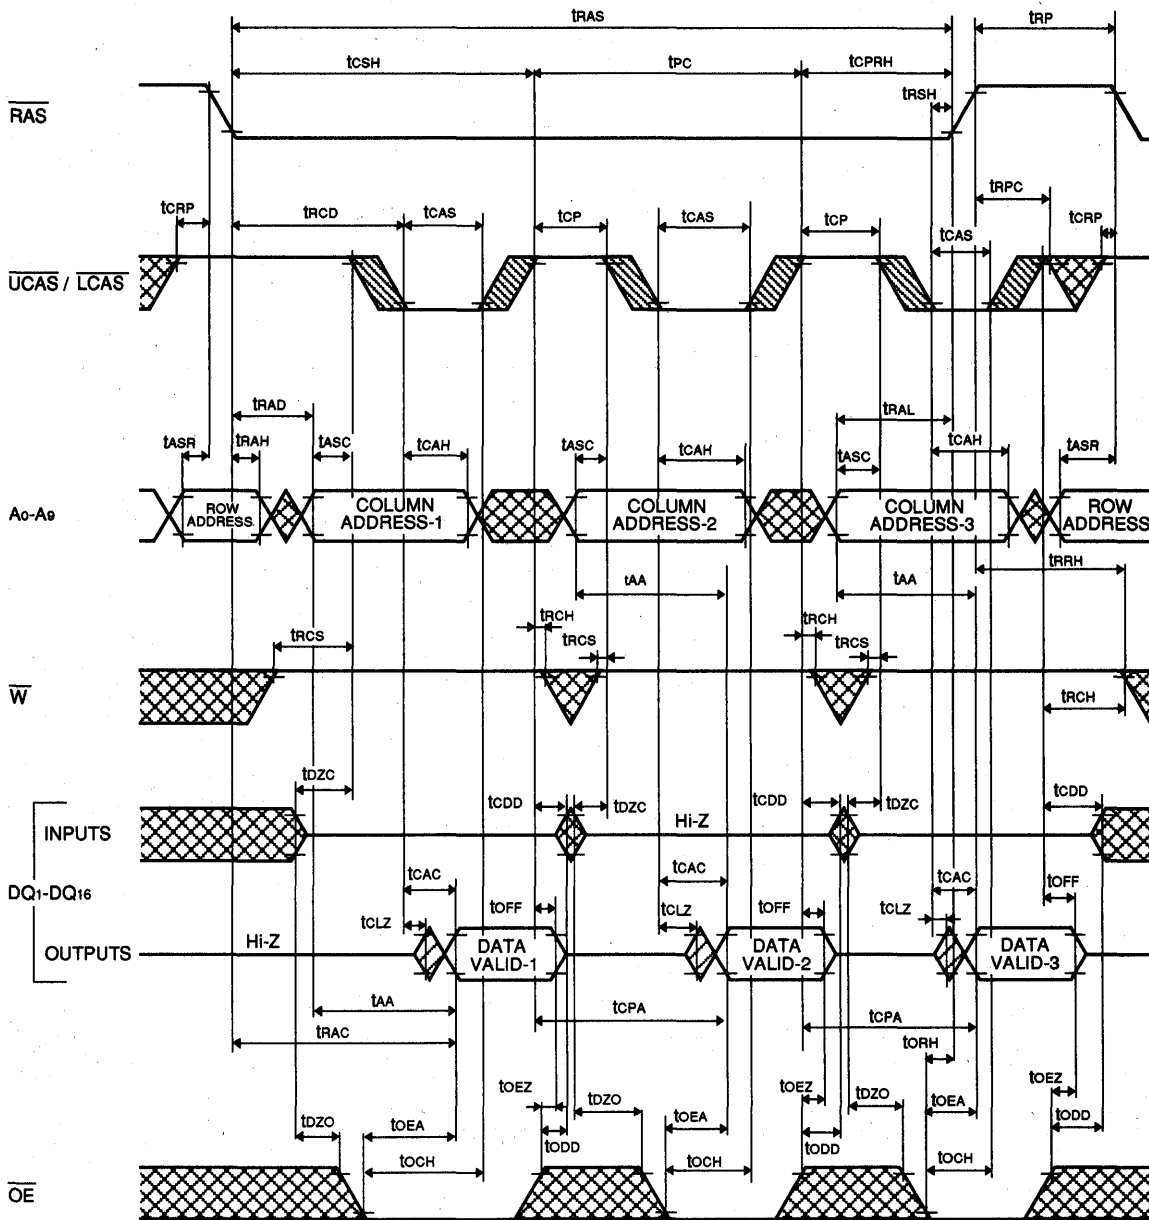 tRAS tRP
tCSH tPC tCPRH
tRSH
RAS
tRPC
tCRP tRCD tCAS tCP tCAS tCP tCRP
tCAS
UCAS / LCAS
tRAD tRAL
tASR tRAH tASC tCAH tASC tCAH tASC tCAH tASR
A0-A9 ROW ADDRESS. COLUMN ADDRESS-1 COLUMN ADDRESS-2 COLUMN ADDRESS-3 ROW ADDRESS
tRRH
tAA tAA
tRCH tRCH
tRCS tRCS tRCS
W
tRCH
tDZC tCDD tDZC tCDD tDZC tCDD
INPUTS Hi-Z
DQ1-DQ16
tCAC tCAC tCAC
tCLZ tOFF tCLZ tOFF tCLZ tOFF
OUTPUTS Hi-Z DATA VALID-1 DATA VALID-2 DATA VALID-3
tAA tCPA tCPA
tRAC tORH
tOEZ tOEZ tOEZ
tDZO tOEA tDZO tOEA tDZO tOEA tODD
tODD tODD
tOCH tOCH tOCH
OE